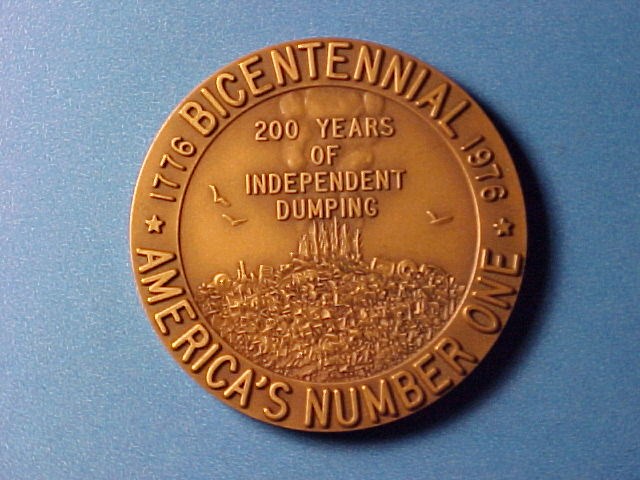 1776 BICENTENNIAL 1976
200 YEARS
OF
INDEPENDENT
DUMPING
AMERICA'S NUMBER ONE